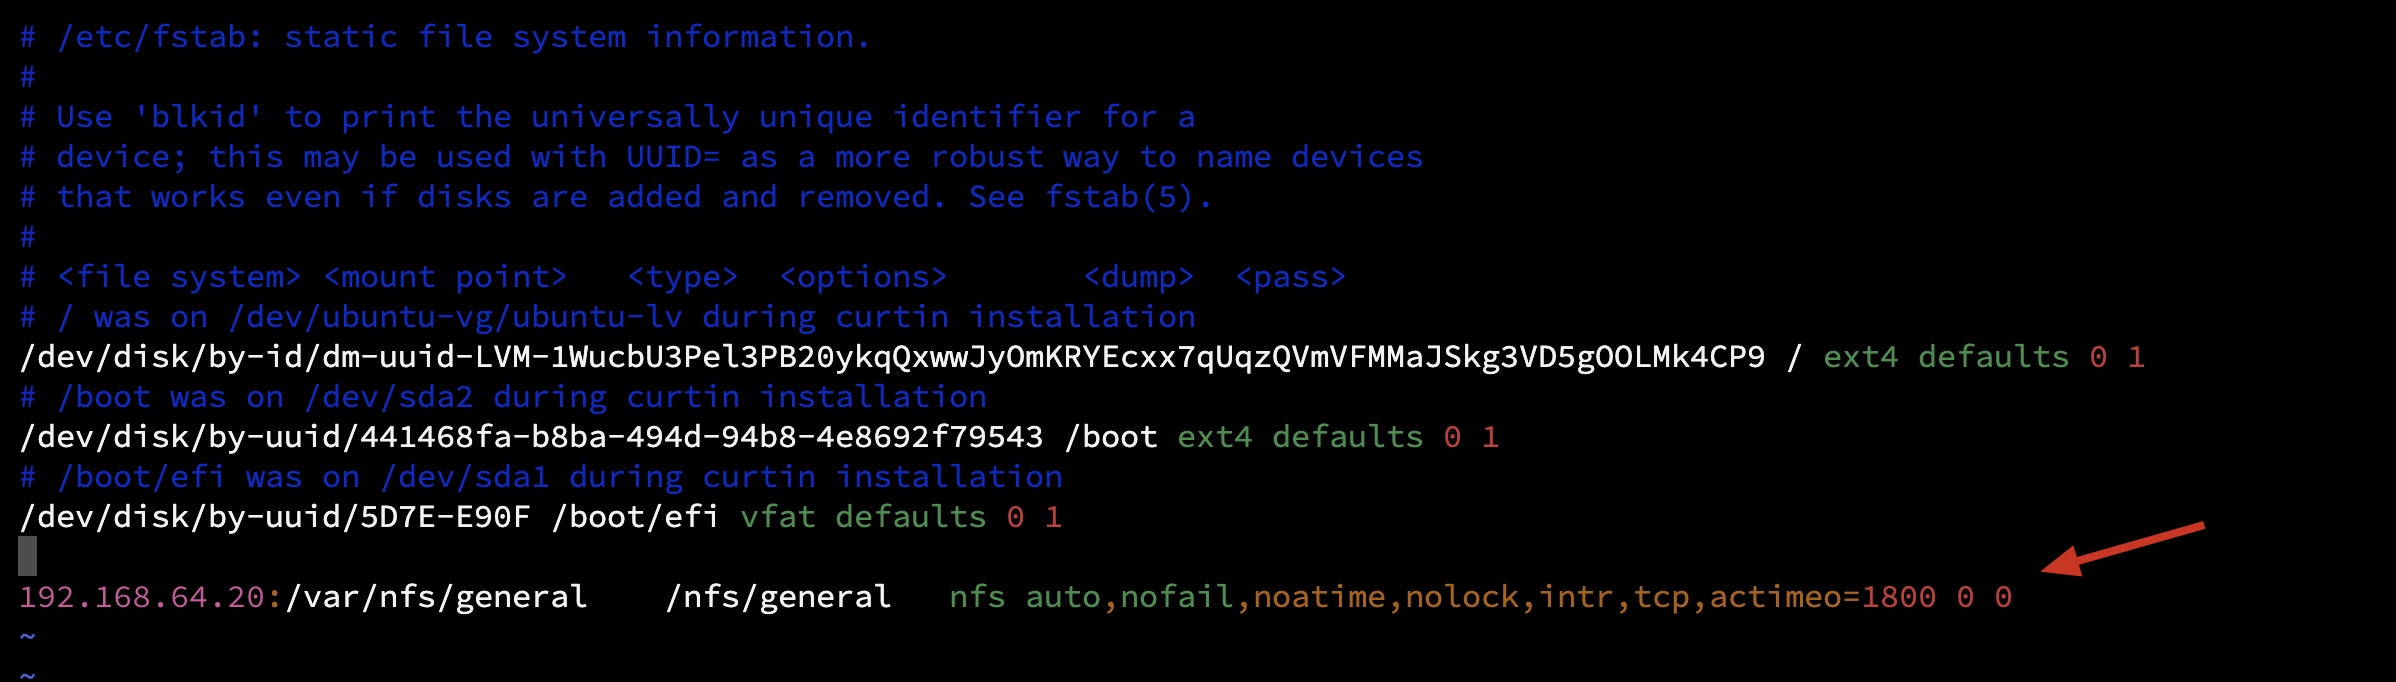 # /etc/fstab: static file system information.
#
# Use 'blkid' to print the universally unique identifier for a
# device; this may be used with UUID= as a more robust way to name devices
# that works even if disks are added and removed. See fstab(5).
#
# <file system> <mount point>   <type>  <options>       <dump>  <pass>
# / was on /dev/ubuntu-vg/ubuntu-lv during curtin installation
/dev/disk/by-id/dm-uuid-LVM-1WucbU3Pel3PB20ykqQxwwJyOmKRYEcxx7qUqzQVmVFMMaJSkg3VD5gOOLMk4CP9 / ext4 defaults 0 1
# /boot was on /dev/sda2 during curtin installation
/dev/disk/by-uuid/441468fa-b8ba-494d-94b8-4e8692f79543 /boot ext4 defaults 0 1
# /boot/efi was on /dev/sda1 during curtin installation
/dev/disk/by-uuid/5D7E-E90F /boot/efi vfat defaults 0 1
192.168.64.20:/var/nfs/general    /nfs/general   nfs auto,nofail,noatime,nolock,intr,tcp,actimeo=1800 0 0
~
~